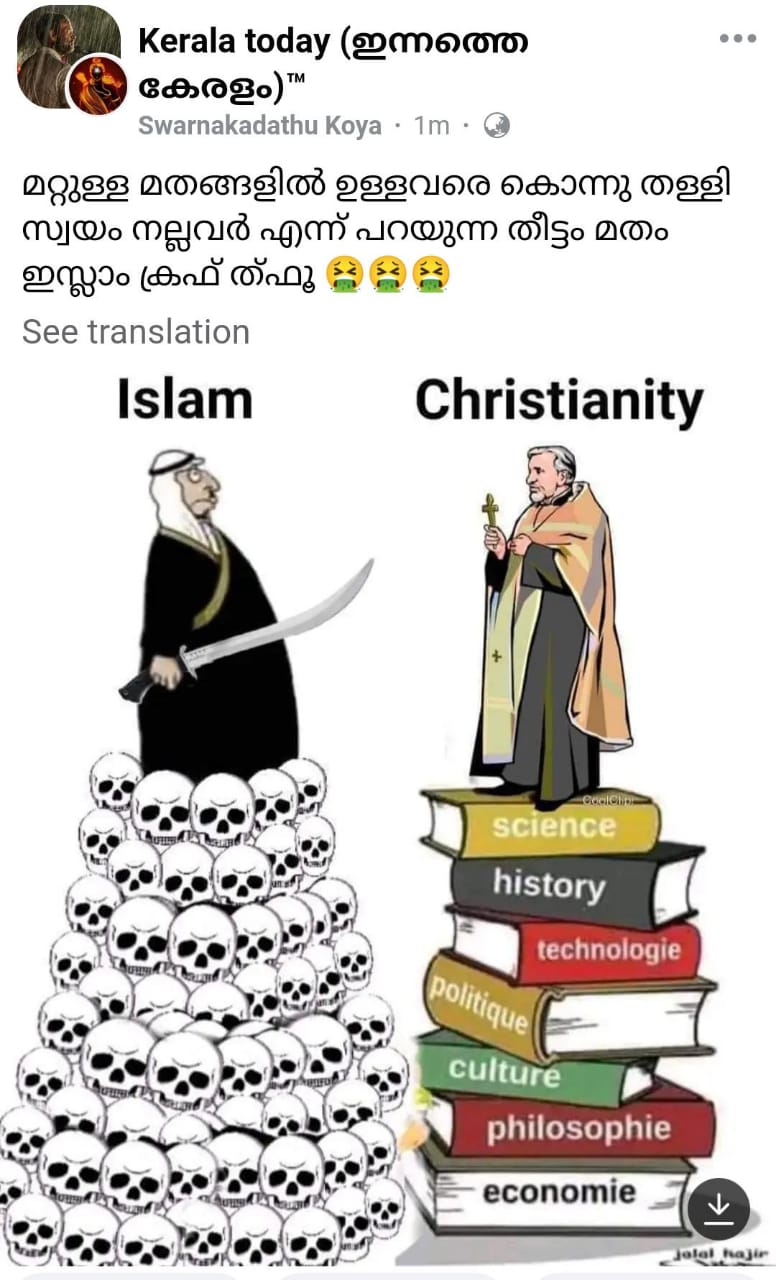 Kerala today (ഇന്നത്തെ
കേരളം)™
Swarnakadathu Koya · 1m ·
മറ്റുള്ള മതങ്ങളിൽ ഉള്ളവരെ കൊന്നു തള്ളി
സ്വയം നല്ലവർ എന്ന് പറയുന്ന തീട്ടം മതം
ഇസ്ലാം ക്രഫ് ത്ഫൂ 🤮🤮🤮
See translation
Islam
Christianity
CoolClips
science
history
technologie
politique
culture
philosophie
economie
jalal hajir